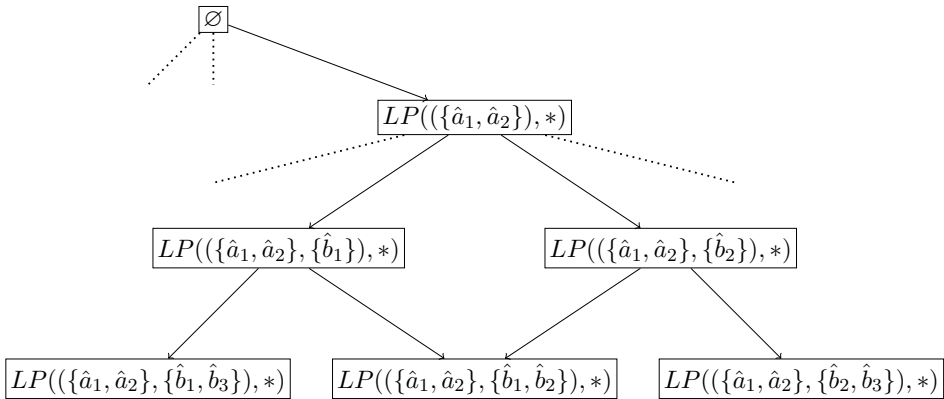 ∅
LP(({â₁, â₂}), ∗)
LP(({â₁, â₂}, {b̂₁}), ∗)
LP(({â₁, â₂}, {b̂₂}), ∗)
LP(({â₁, â₂}, {b̂₁, b̂₃}), ∗)
LP(({â₁, â₂}, {b̂₁, b̂₂}), ∗)
LP(({â₁, â₂}, {b̂₂, b̂₃}), ∗)